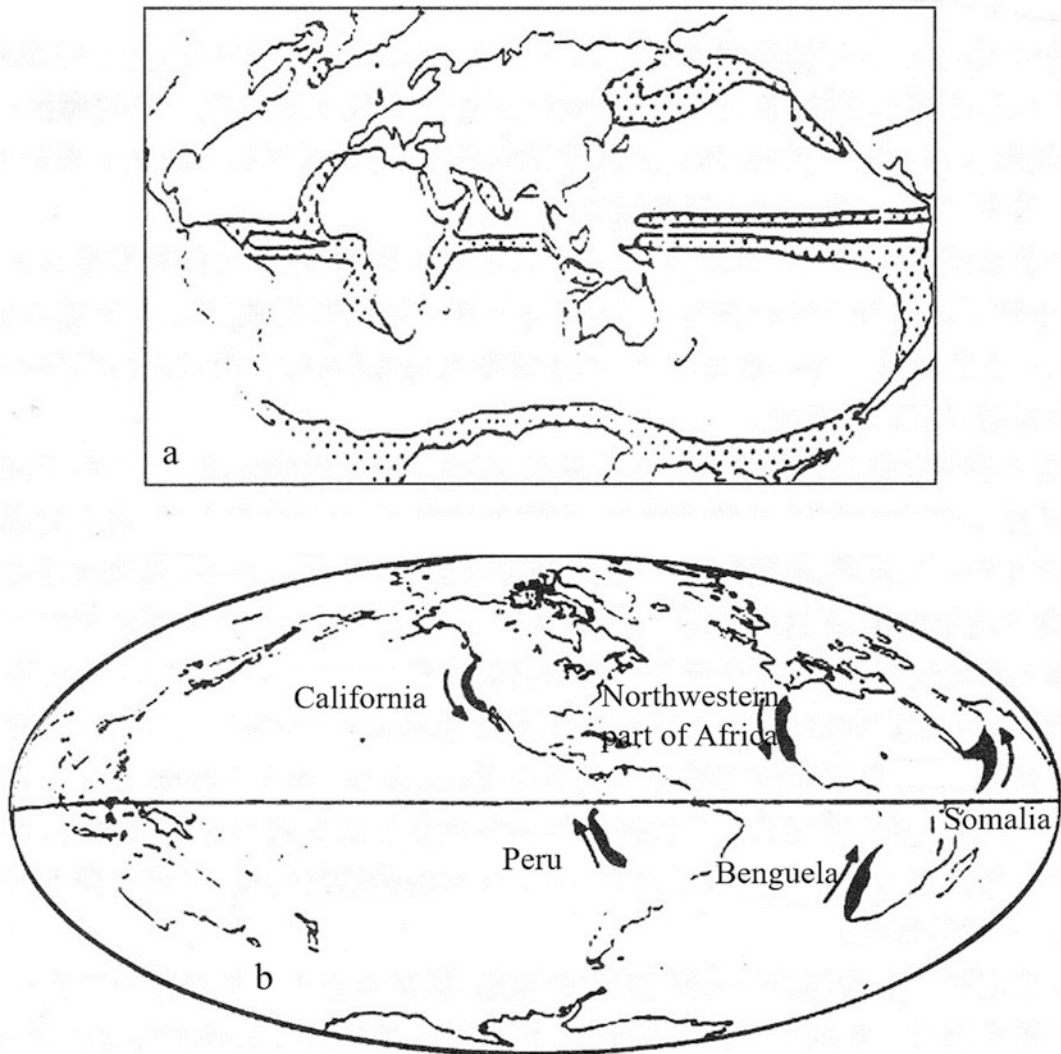 a
California
Northwestern
part of Africa
Somalia
Peru
Benguela
b